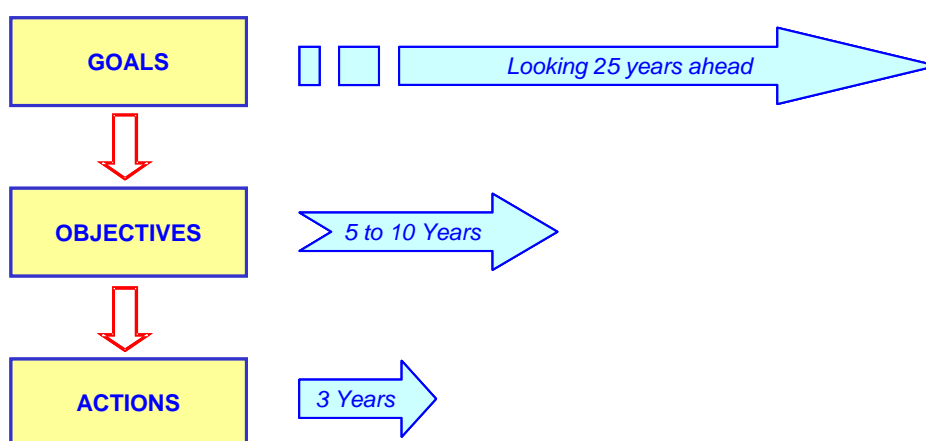 GOALS
Looking 25 years ahead
OBJECTIVES
5 to 10 Years
ACTIONS
3 Years